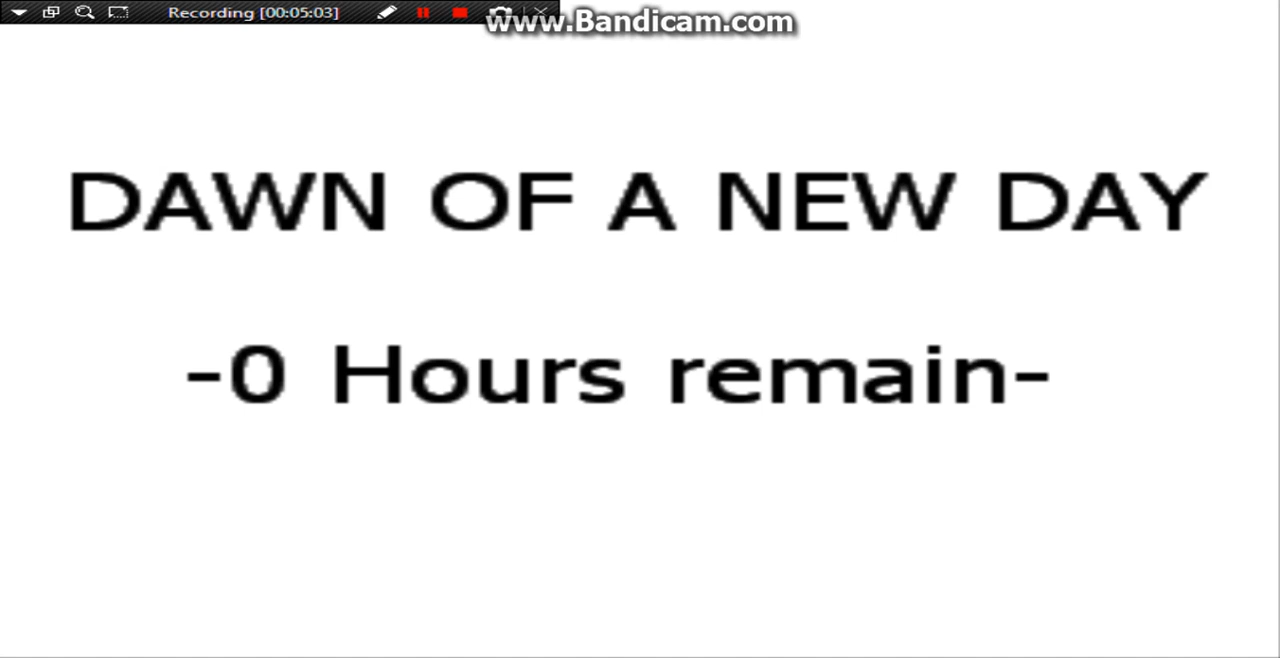 Recording [00:05:03]
www.Bandicam.com
DAWN OF A NEW DAY
-0 Hours remain-